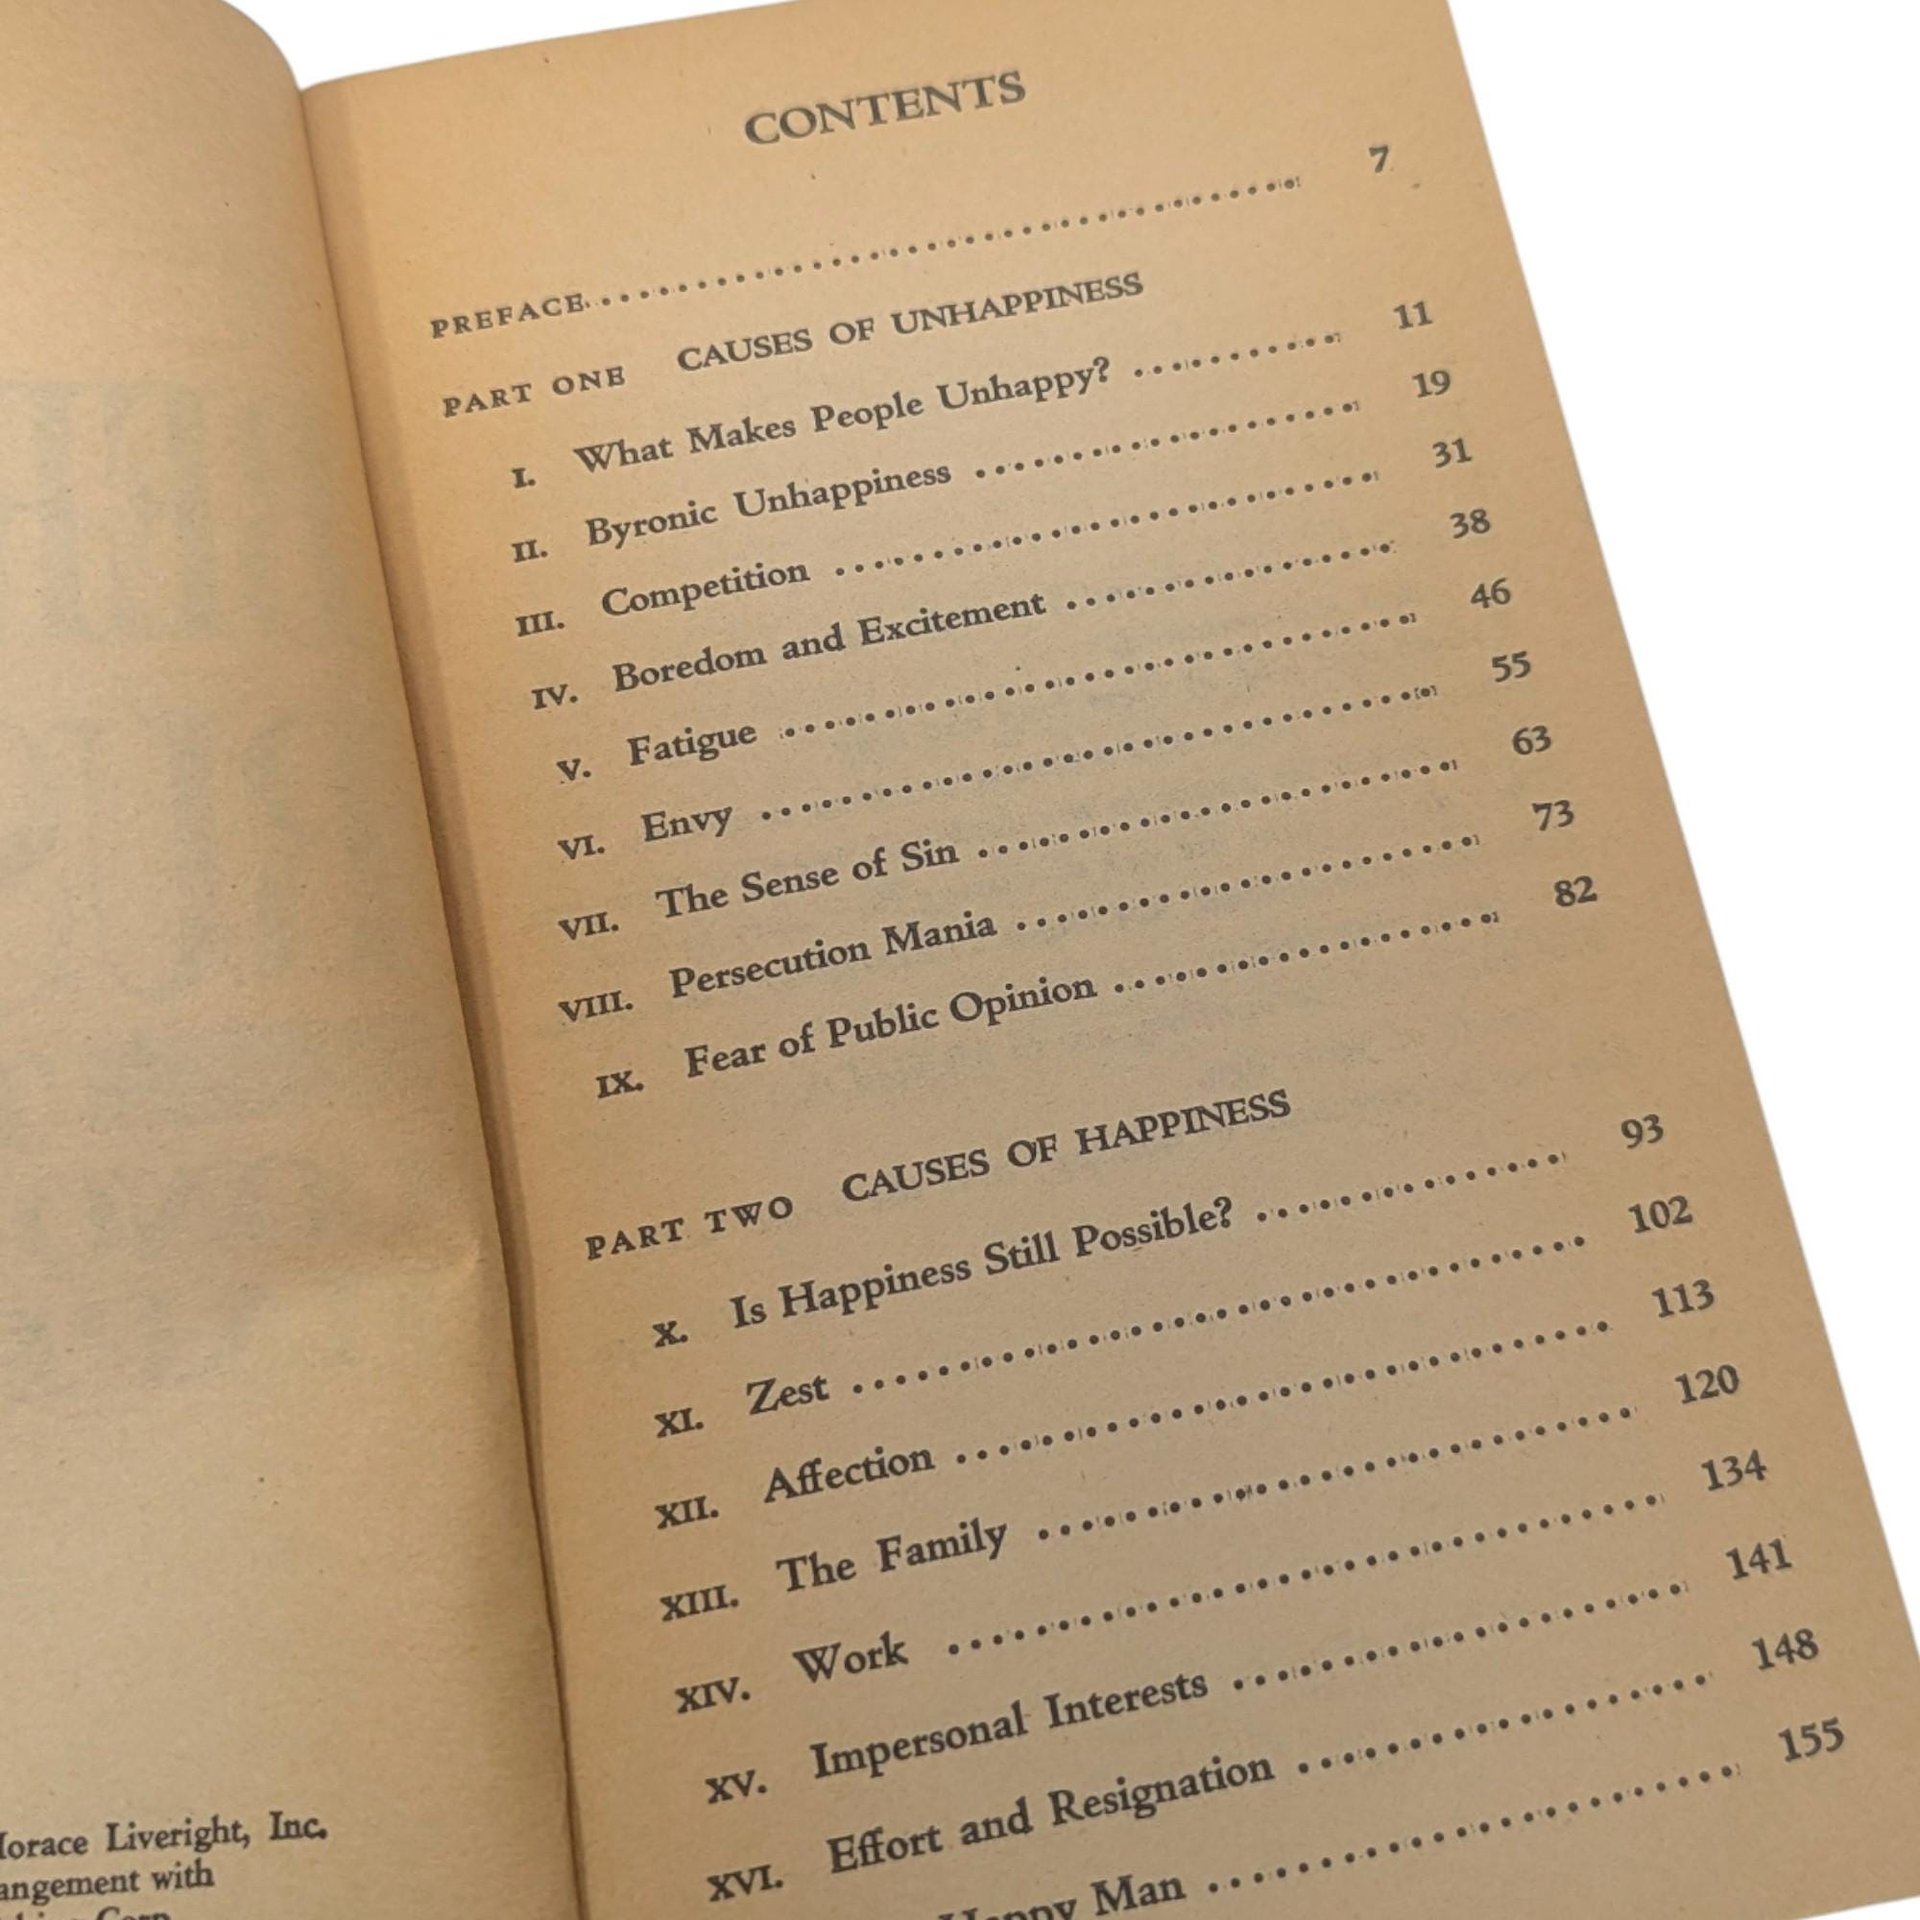 CONTENTS
PREFACE 7
PART ONE CAUSES OF UNHAPPINESS
I. What Makes People Unhappy? 11
II. Byronic Unhappiness 19
III. Competition 31
IV. Boredom and Excitement 38
V. Fatigue 46
VI. Envy 55
VII. The Sense of Sin 63
VIII. Persecution Mania 73
IX. Fear of Public Opinion 82
PART TWO CAUSES OF HAPPINESS
X. Is Happiness Still Possible? 93
XI. Zest 102
XII. Affection 113
XIII. The Family 120
XIV. Work 134
XV. Impersonal Interests 141
XVI. Effort and Resignation 148
Happy Man 155
Liveright, Inc.
with